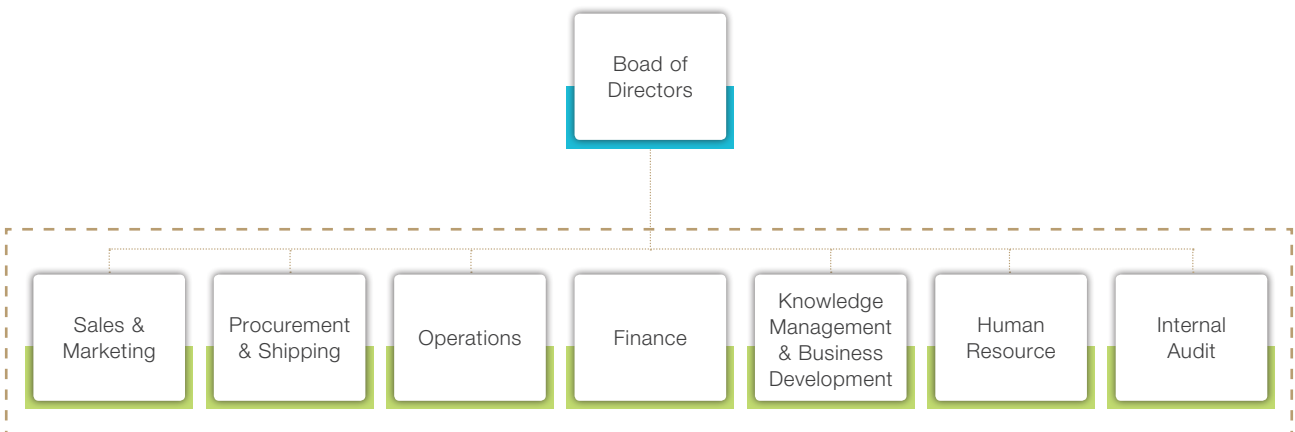 Boad of
Directors
Sales &
Marketing
Procurement
& Shipping
Operations
Finance
Knowledge
Management
& Business
Development
Human
Resource
Internal
Audit